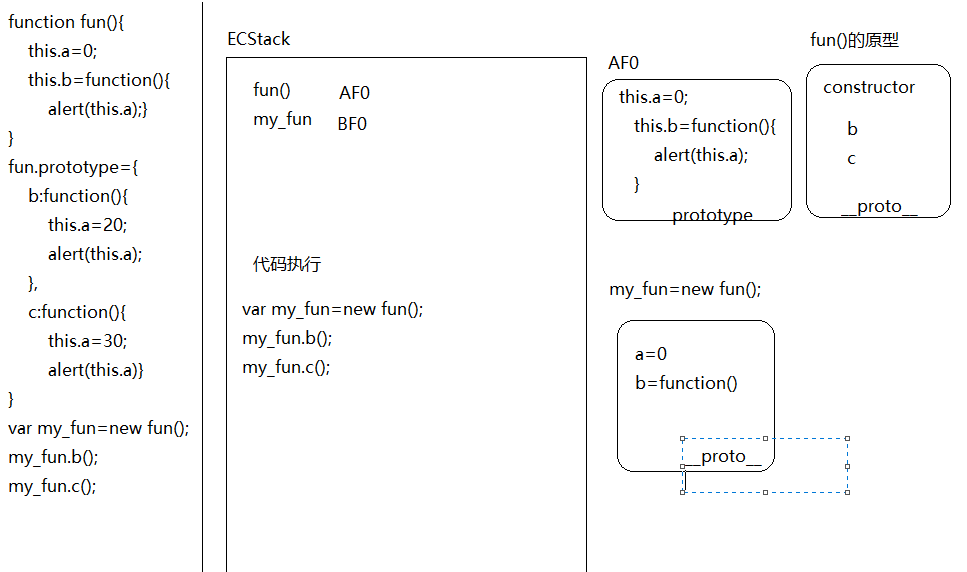 function fun(){
this.a=0;
this.b=function(){
alert(this.a);}
}
fun.prototype={
b:function(){
this.a=20;
alert(this.a);
},
c:function(){
this.a=30;
alert(this.a)}
}
var my_fun=new fun();
my_fun.b();
my_fun.c();
ECStack
fun() AF0
my_fun BF0
代码执行
var my_fun=new fun();
my_fun.b();
my_fun.c();
AF0
this.a=0;
this.b=function(){
alert(this.a);
}
prototype
fun()的原型
constructor
b
c
__proto__
my_fun=new fun();
a=0
b=function()
__proto__